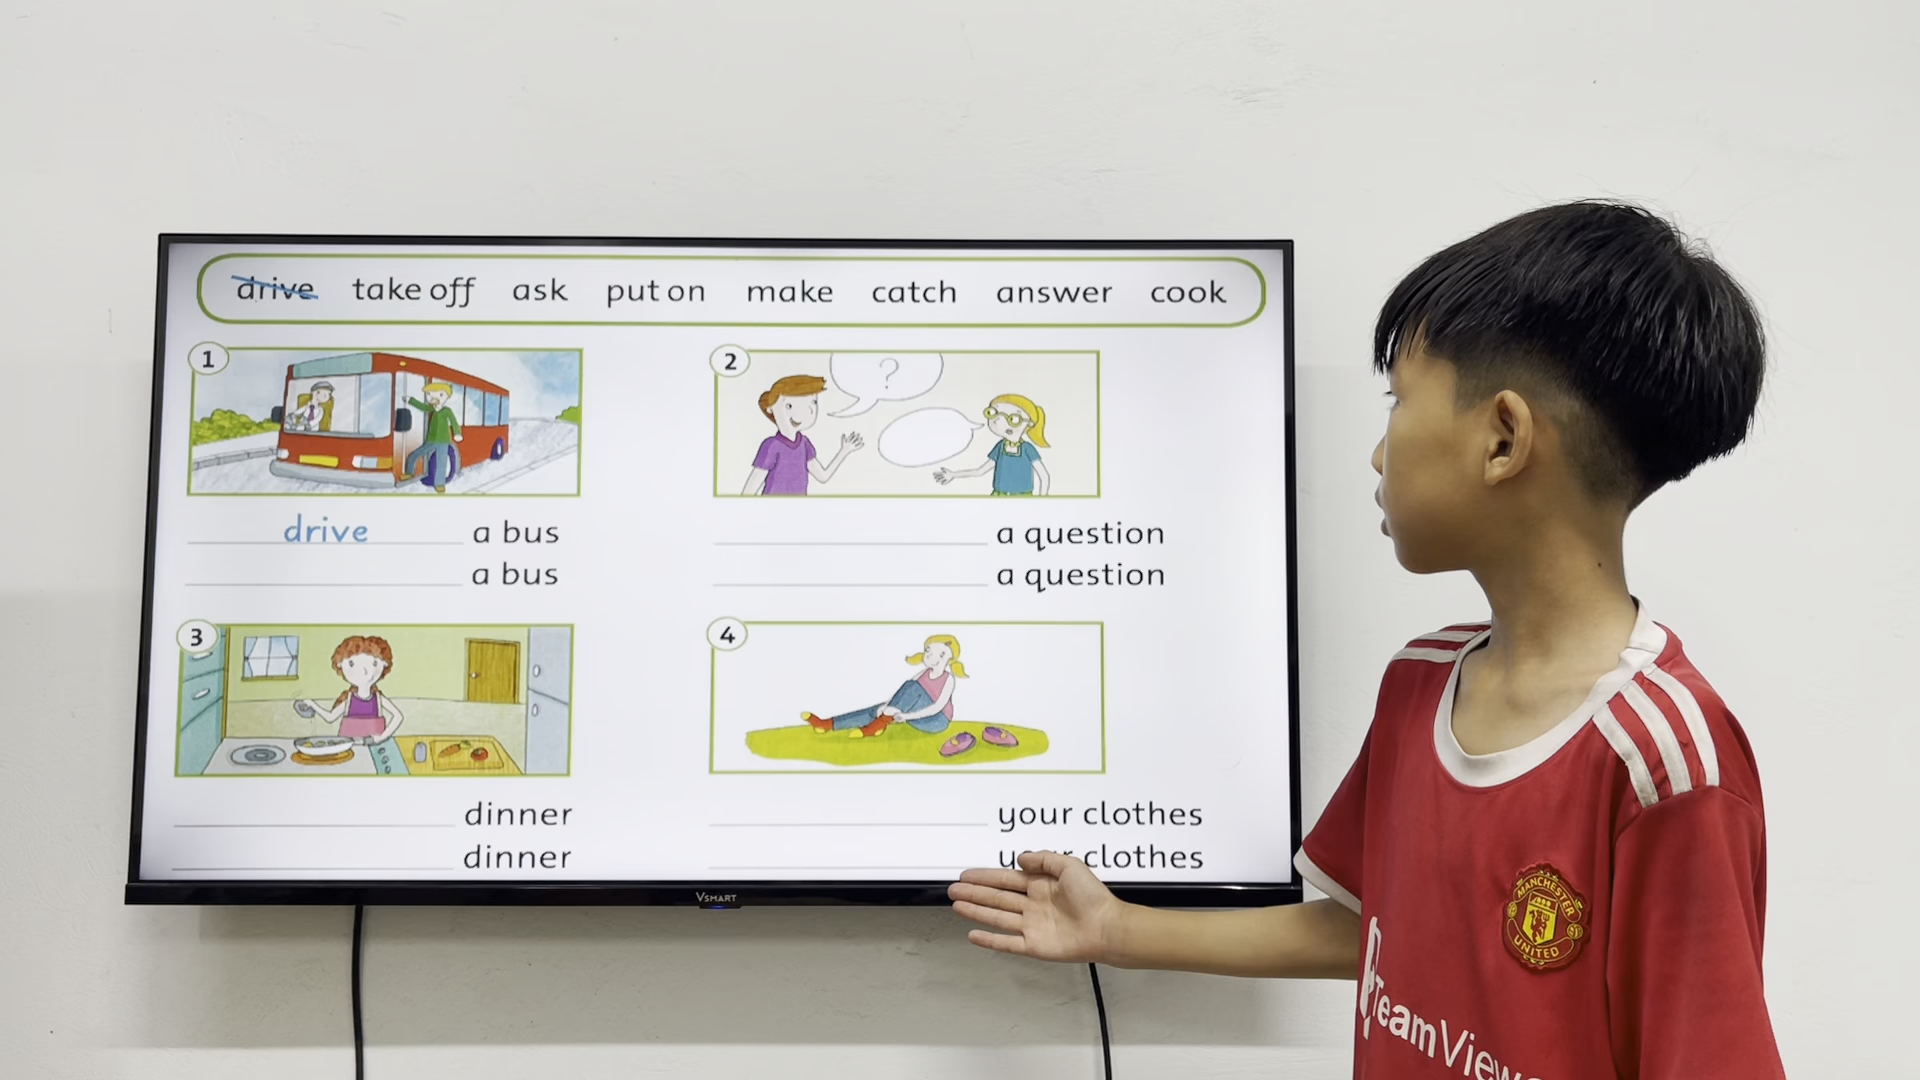 drive take off ask put on make catch answer cook
1
2
?
drive a bus
a question
a bus
a question
3
4
dinner
your clothes
dinner
your clothes
VSMART
MANCHESTER
UNITED
TeamView